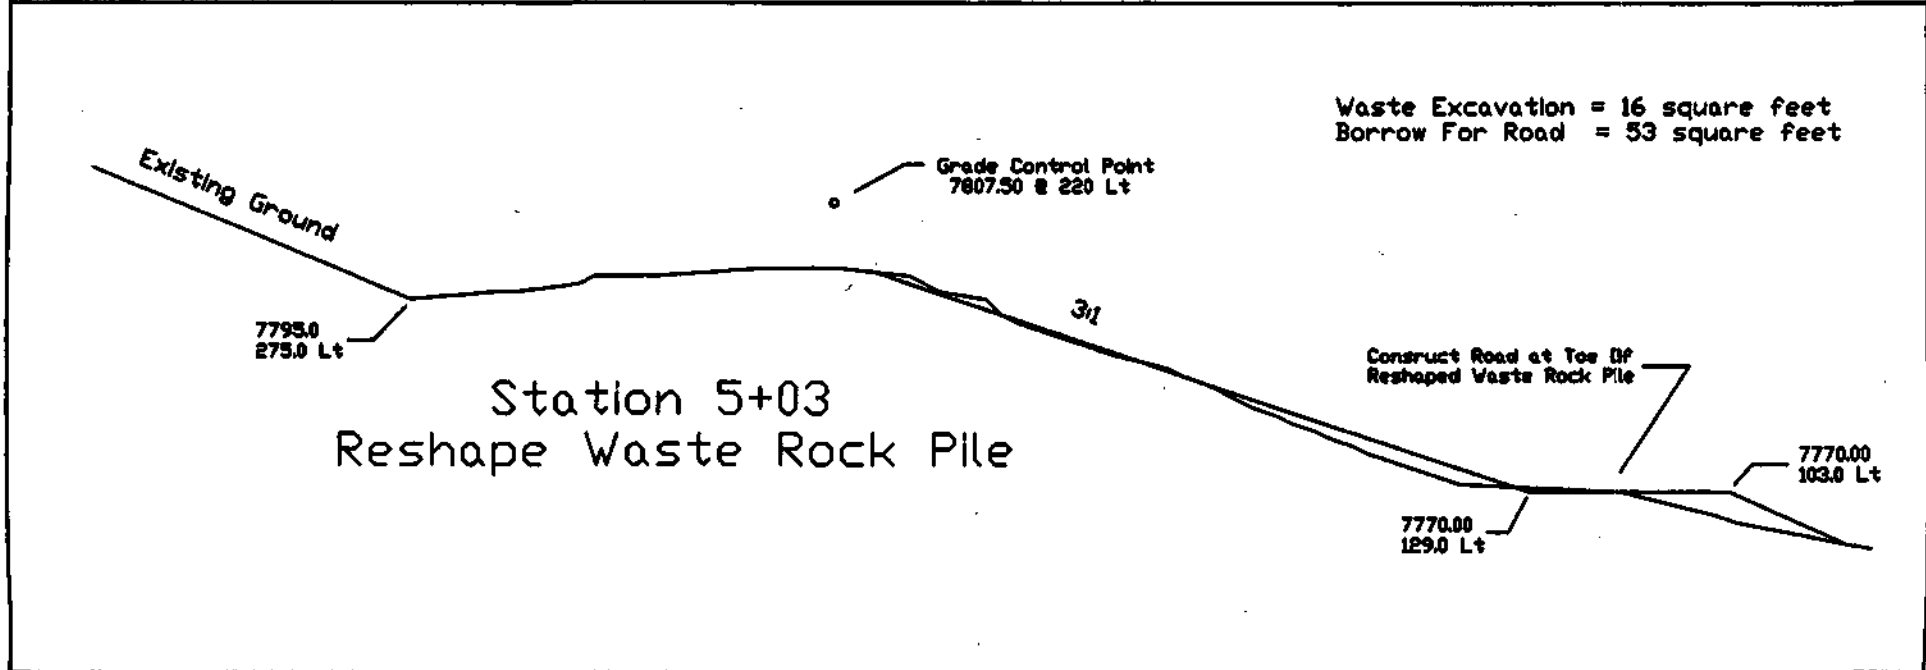 Waste Excavation = 16 square feet
Borrow For Road = 53 square feet
Existing Ground
Grade Control Point
7807.50 @ 220 Lt
7795.0
275.0 Lt
3:1
Station 5+03
Reshape Waste Rock Pile
Construct Road at Toe Of
Reshaped Waste Rock Pile
7770.00
103.0 Lt
7770.00
129.0 Lt